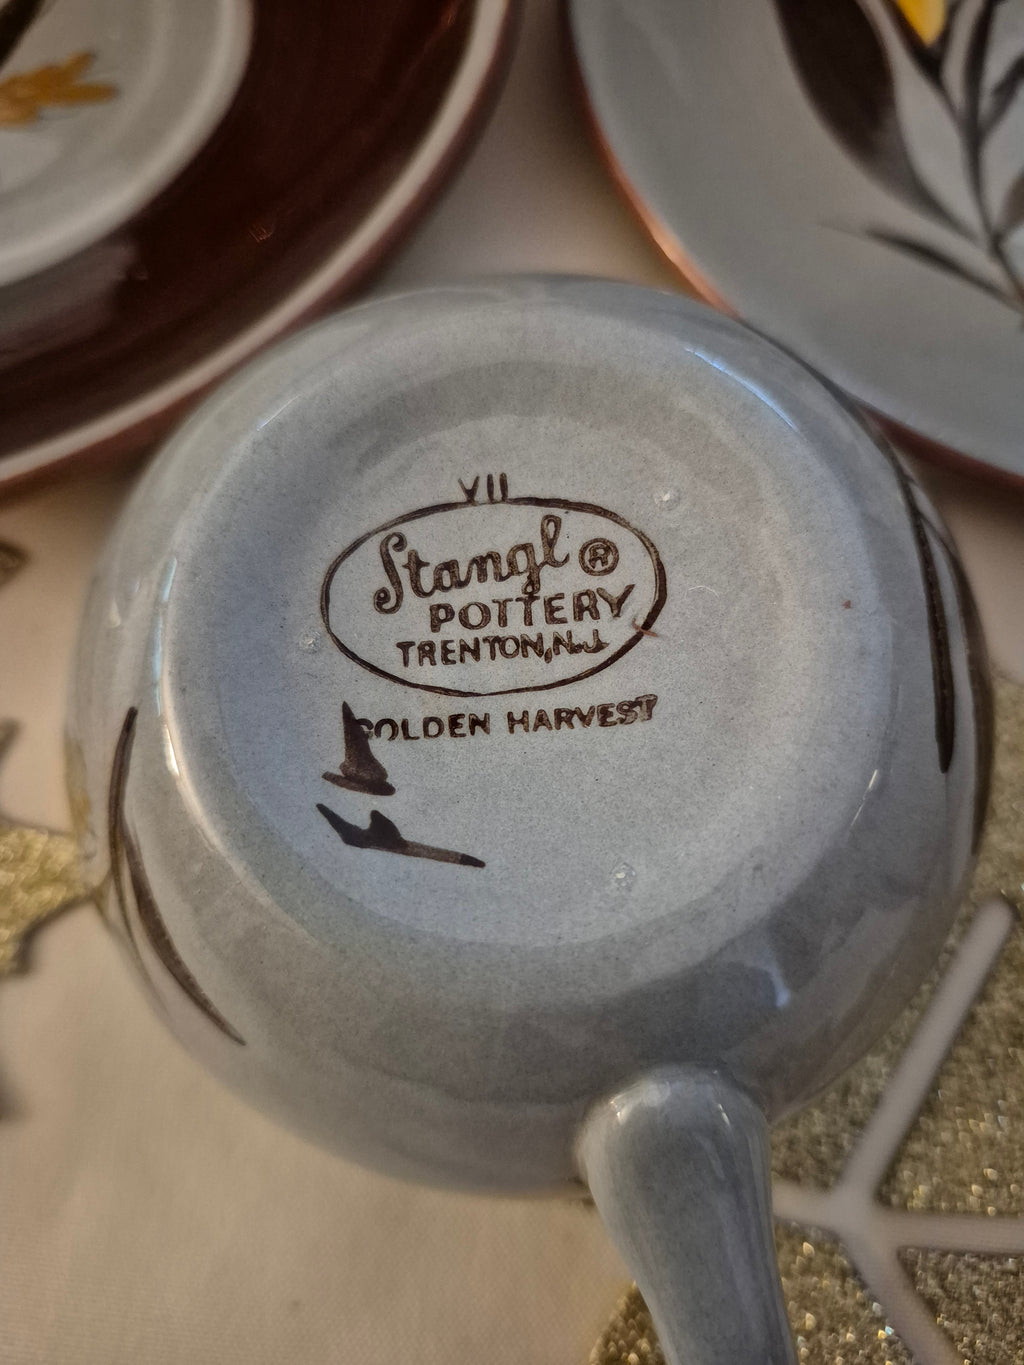 VII
Stangl ®
POTTERY
TRENTON, N.J.
GOLDEN HARVEST